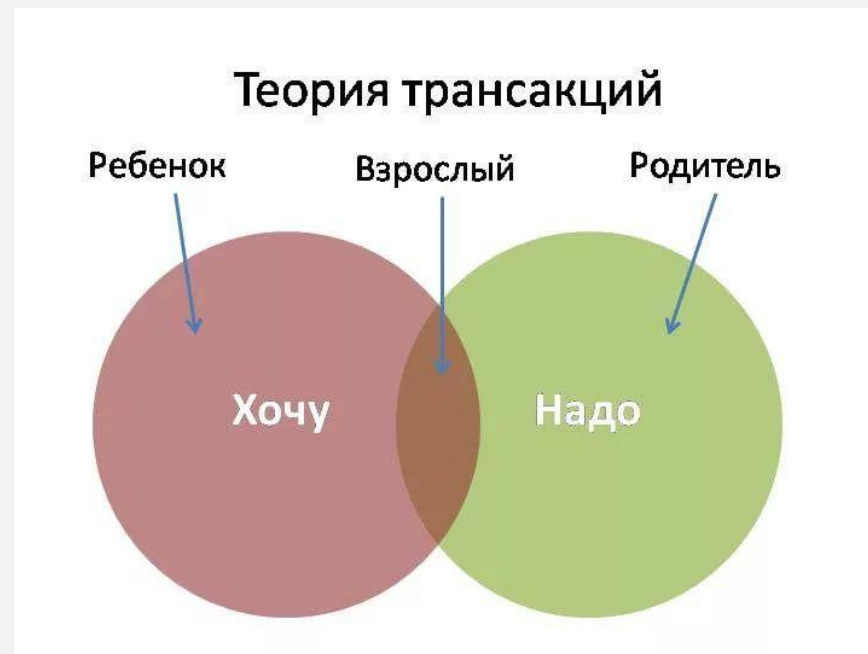 Теория трансакций
Ребенок Взрослый Родитель
Хочу Надо